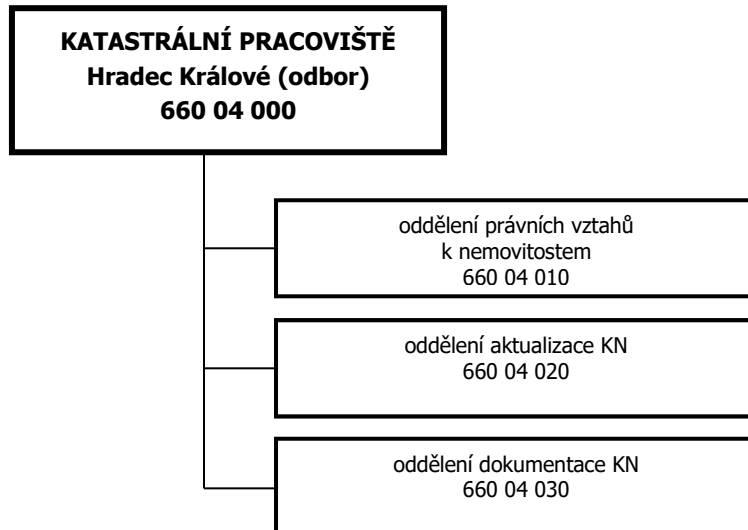 KATASTRÁLNÍ PRACOVIŠTĚ
Hradec Králové (odbor)
660 04 000
oddělení právních vztahů
k nemovitostem
660 04 010
oddělení aktualizace KN
660 04 020
oddělení dokumentace KN
660 04 030